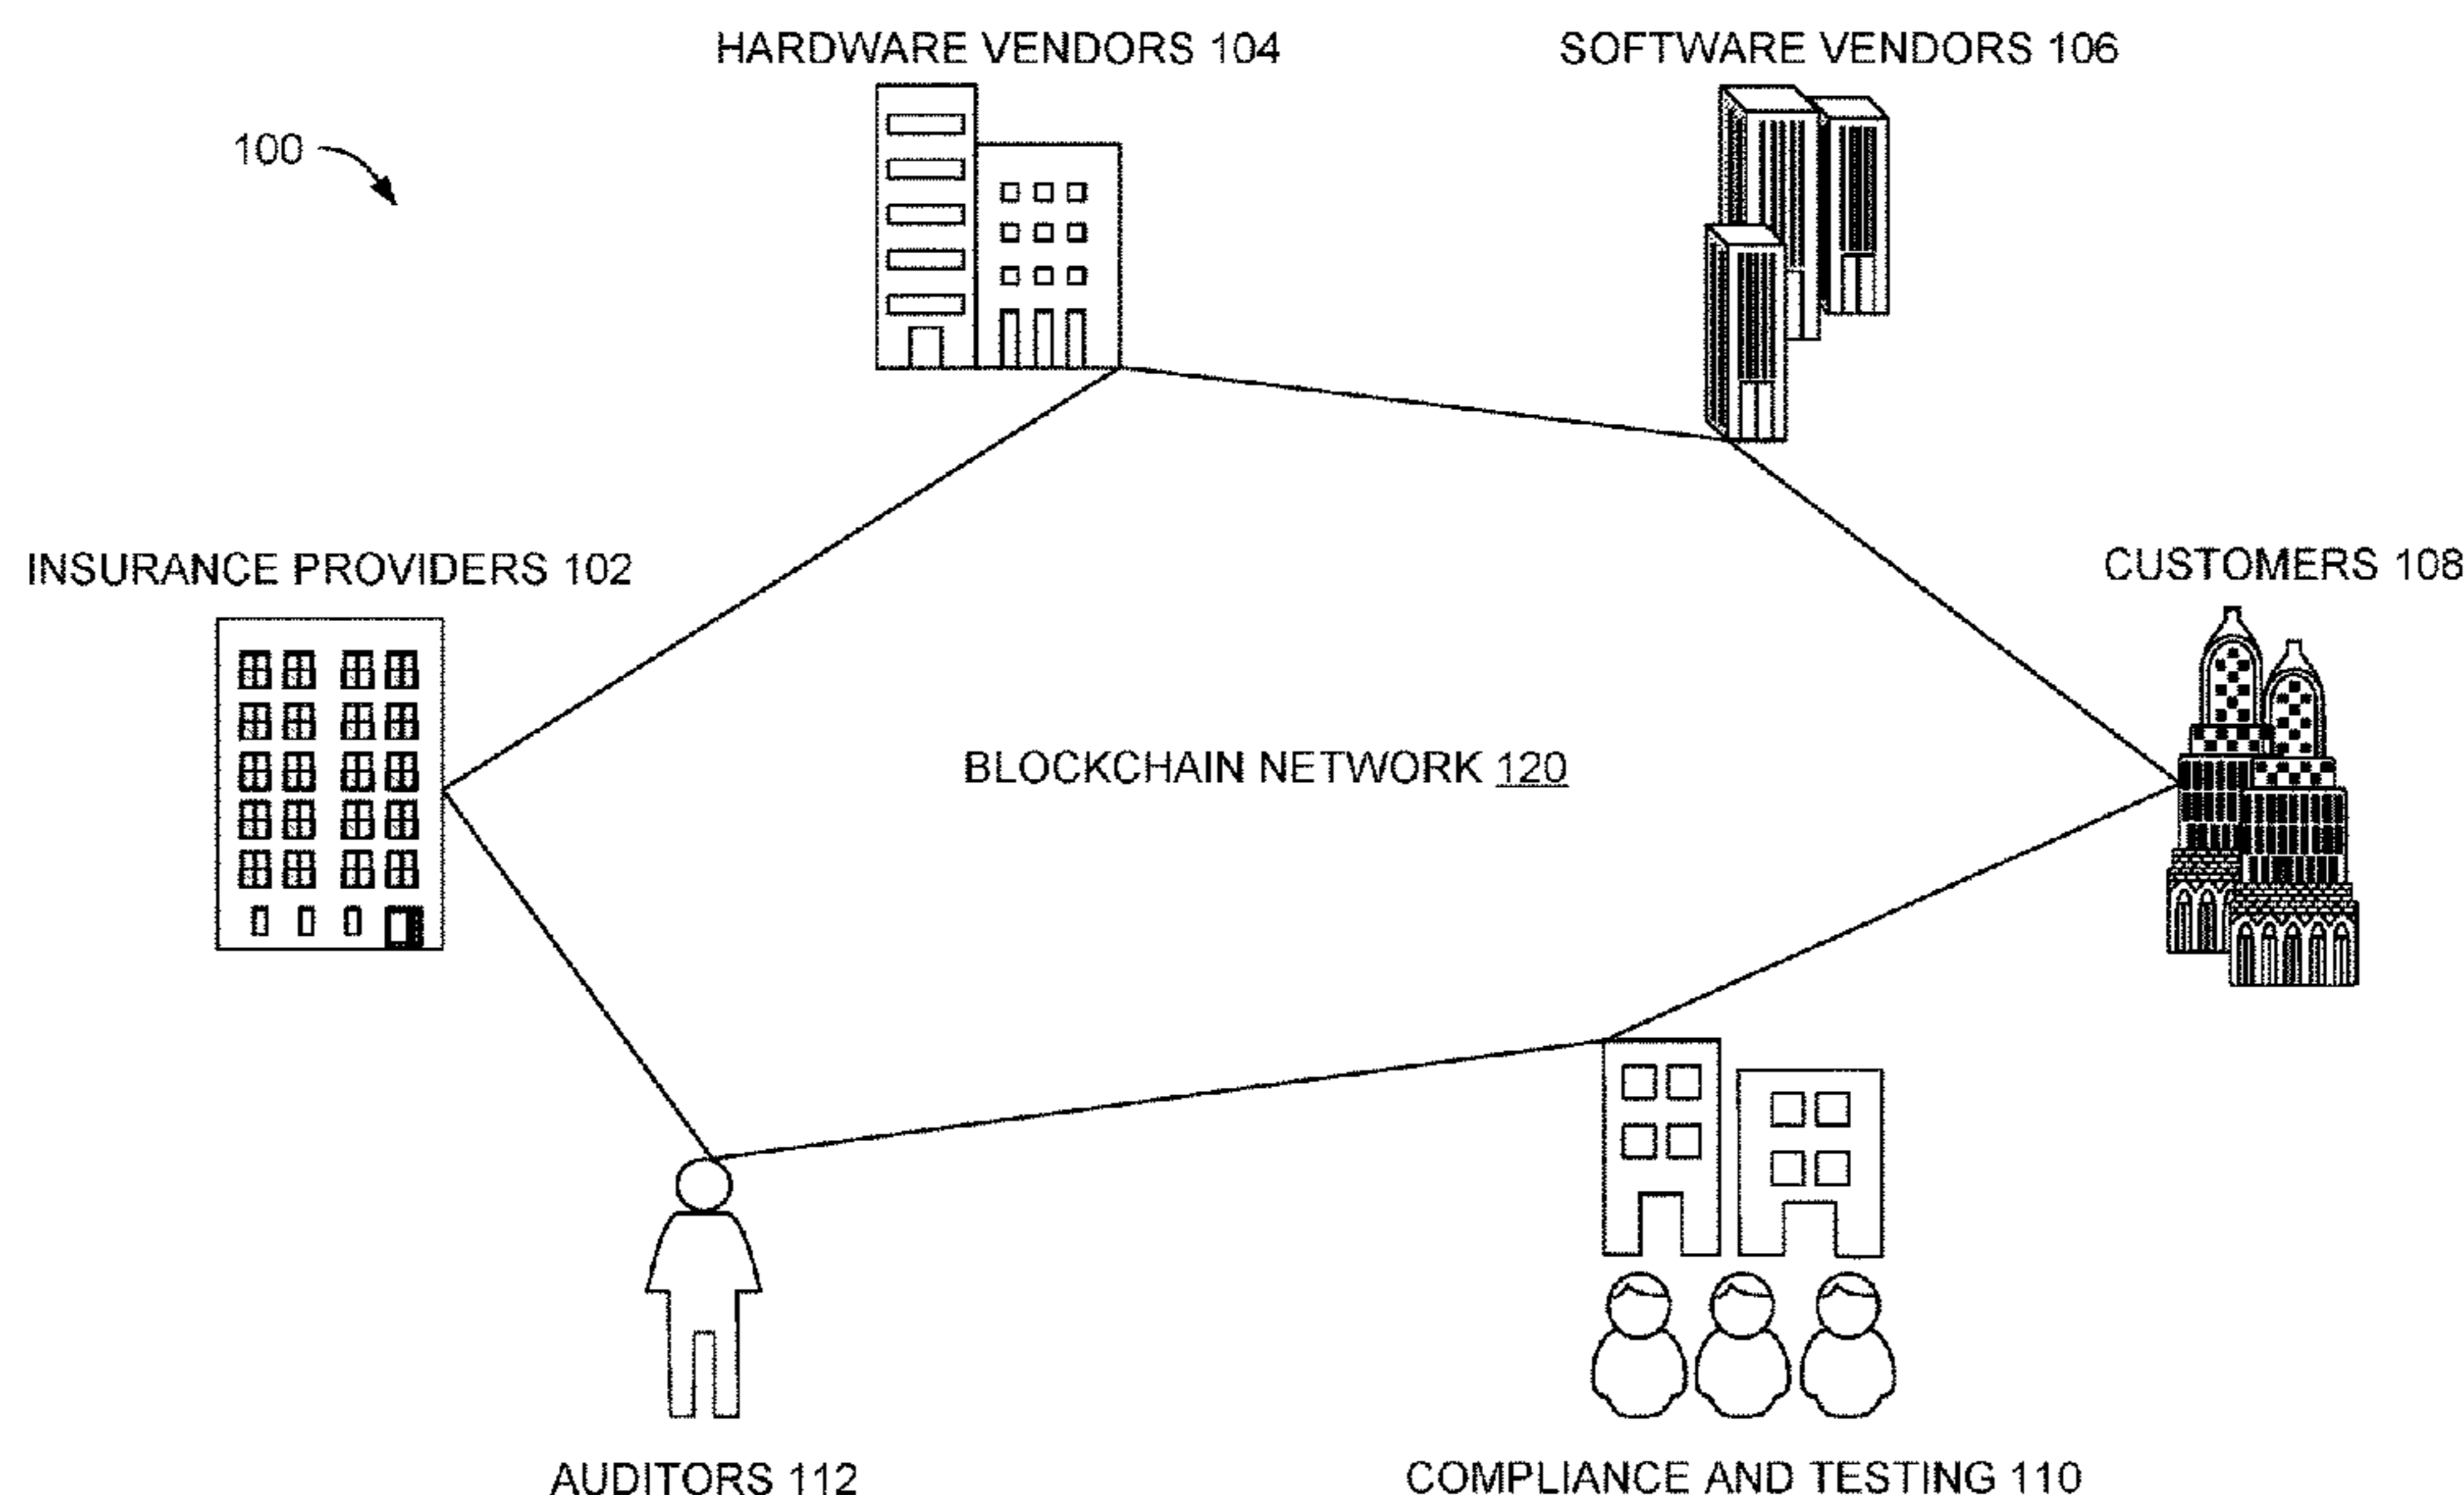 HARDWARE VENDORS 104
SOFTWARE VENDORS 106
100
INSURANCE PROVIDERS 102
CUSTOMERS 108
BLOCKCHAIN NETWORK 120
AUDITORS 112
COMPLIANCE AND TESTING 110